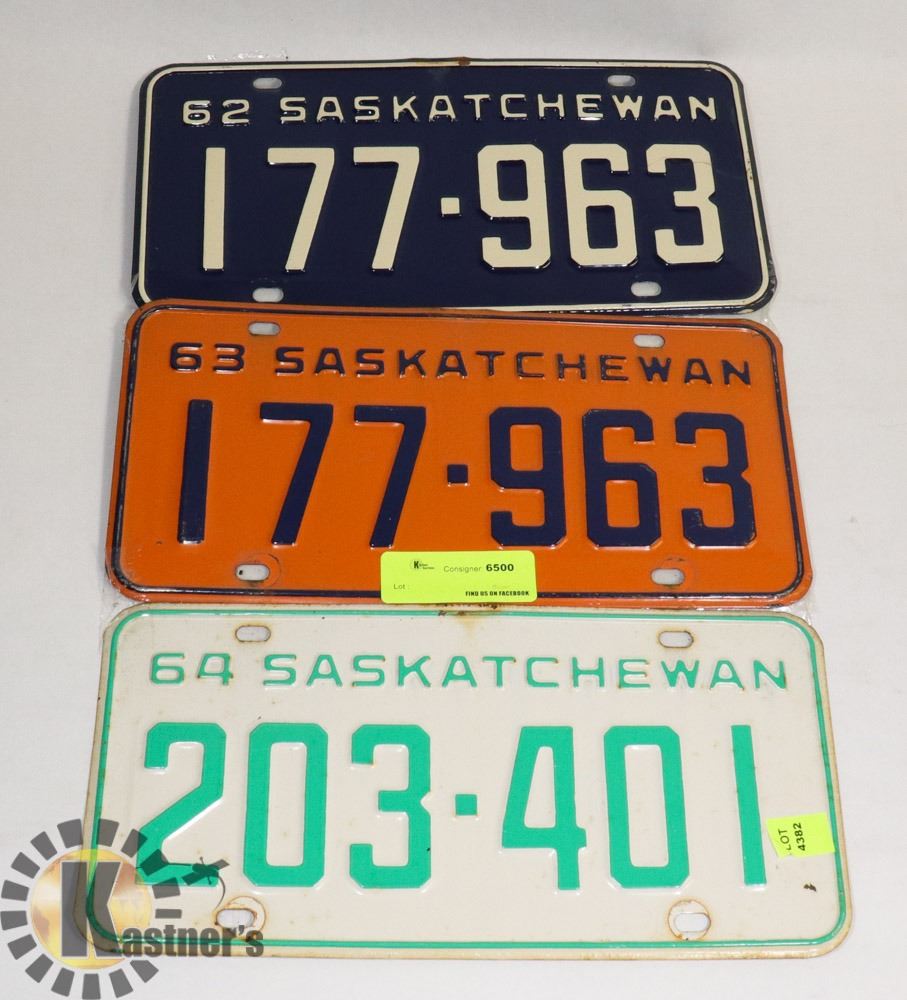 62 SASKATCHEWAN
177·963
63 SASKATCHEWAN
177·963
Consigner: 6500
Lot :
FIND US ON FACEBOOK
64 SASKATCHEWAN
203·401
LOT
4382
Kastner's